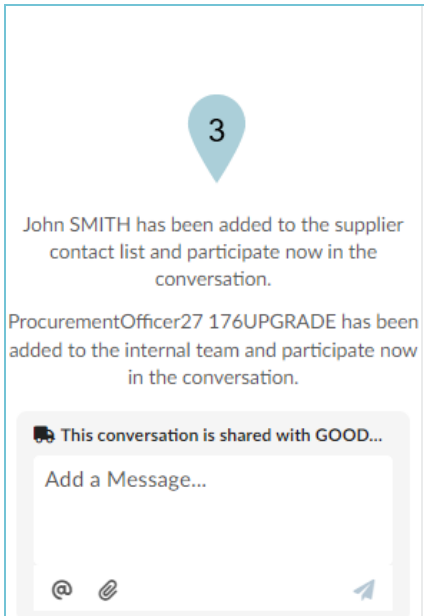 3
John SMITH has been added to the supplier
contact list and participate now in the
conversation.
ProcurementOfficer27 176UPGRADE has been
added to the internal team and participate now
in the conversation.
This conversation is shared with GOOD...
Add a Message...
@